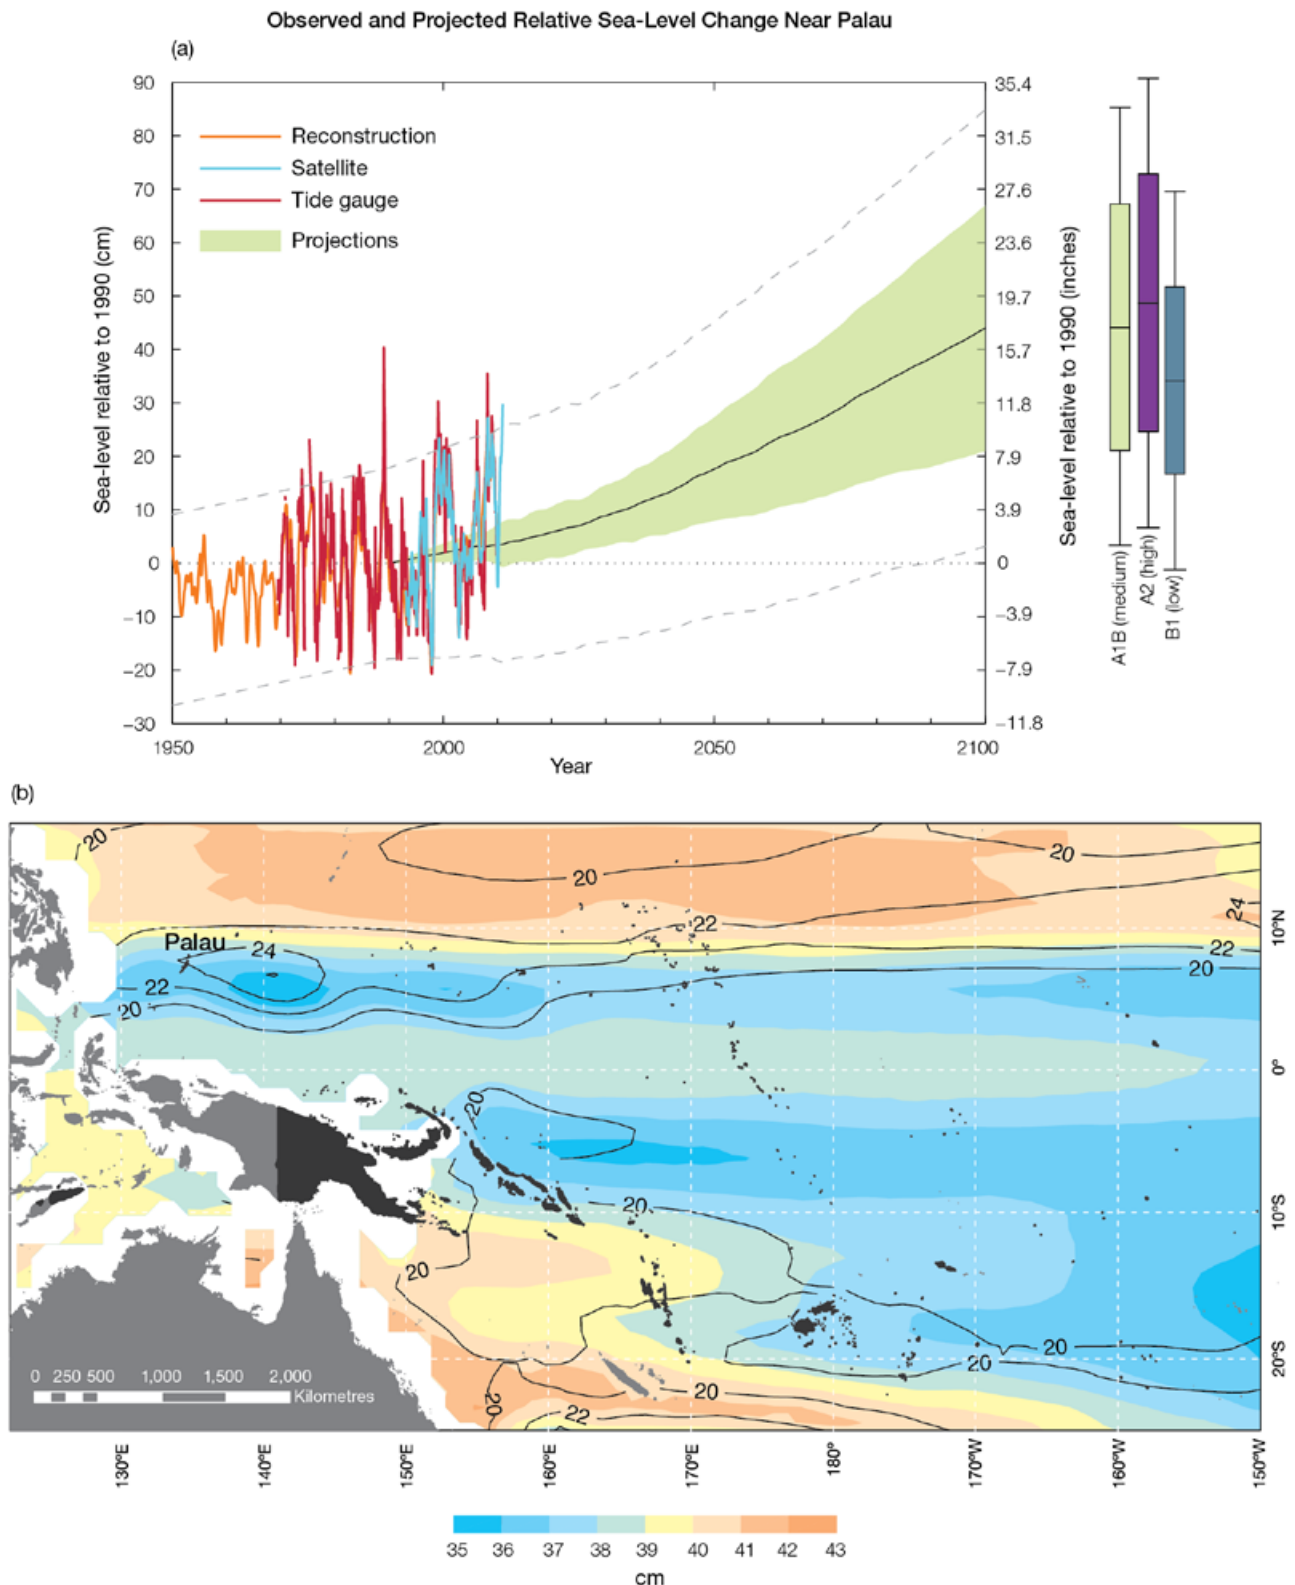 Observed and Projected Relative Sea-Level Change Near Palau
(a)
90
80
70
60
50
40
30
20
10
0
−10
−20
−30
Sea-level relative to 1990 (cm)
Reconstruction
Satellite
Tide gauge
Projections
35.4
31.5
27.6
23.6
19.7
15.7
11.8
7.9
3.9
0
−3.9
−7.9
−11.8
Sea-level relative to 1990 (inches)
A1B (medium)
A2 (high)
B1 (low)
1950 2000 2050 2100
Year
(b)
20
20
20
24
22
10°N
Palau
24
22
20
22
20
0°
20
20
10°S
20
20
20
20°S
20
20
22
0 250 500 1,000 1,500 2,000
Kilometres
130°E 140°E 150°E 160°E 170°E 180° 170°W 160°W 150°W
35 36 37 38 39 40 41 42 43
cm